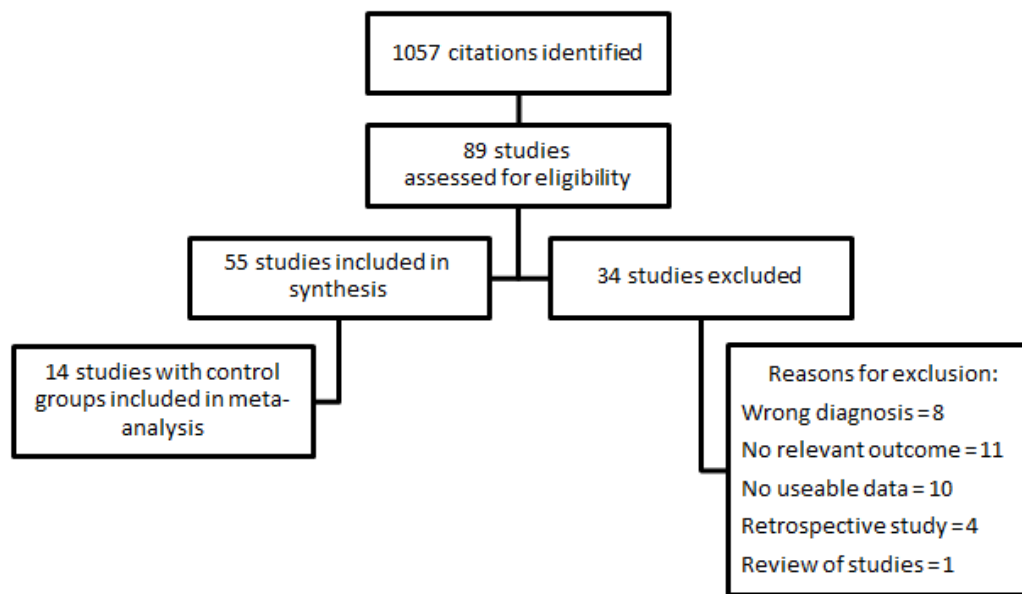 1057 citations identified
89 studies
assessed for eligibility
55 studies included in
synthesis
34 studies excluded
14 studies with control
groups included in meta-
analysis
Reasons for exclusion:
Wrong diagnosis = 8
No relevant outcome = 11
No useable data = 10
Retrospective study = 4
Review of studies = 1